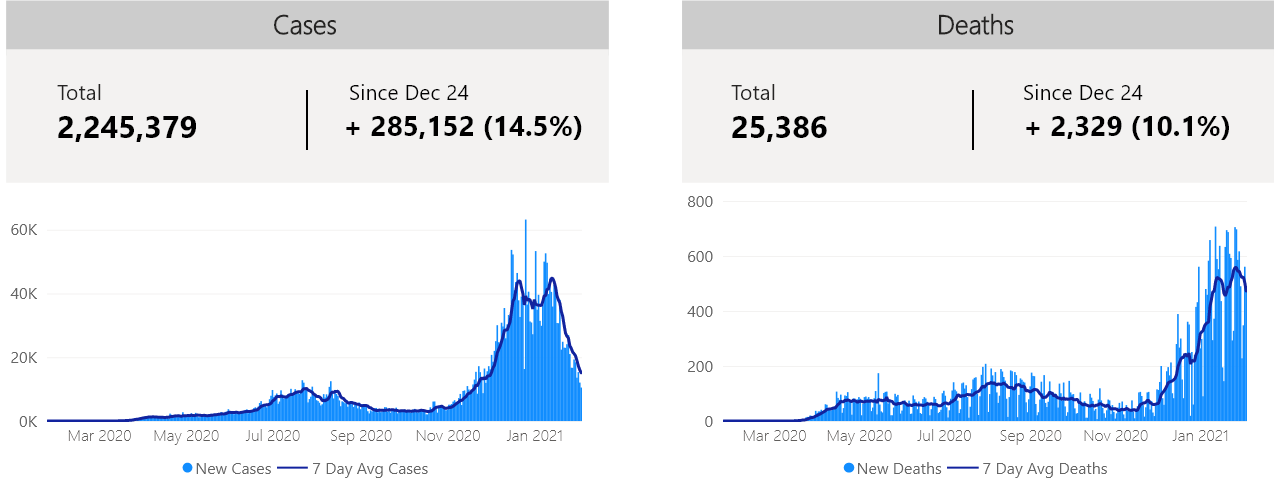 Cases
Total
2,245,379
Since Dec 24
+ 285,152 (14.5%)
60K
40K
20K
0K
Mar 2020 May 2020 Jul 2020 Sep 2020 Nov 2020 Jan 2021
New Cases 7 Day Avg Cases
Deaths
Total
25,386
Since Dec 24
+ 2,329 (10.1%)
800
600
400
200
0
Mar 2020 May 2020 Jul 2020 Sep 2020 Nov 2020 Jan 2021
New Deaths 7 Day Avg Deaths